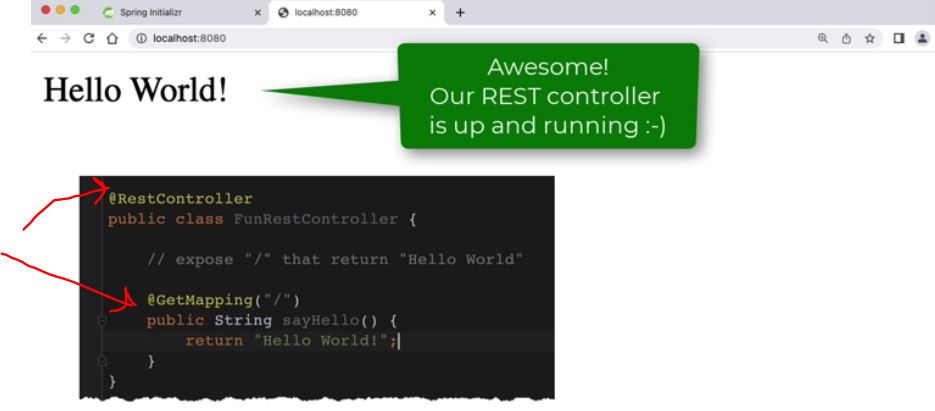 Spring Initializr
localhost:8080
localhost:8080
Hello World!
Awesome!
Our REST controller
is up and running :-)
@RestController
public class FunRestController {
// expose "/" that return "Hello World"
@GetMapping("/")
public String sayHello() {
return "Hello World!";
}
}